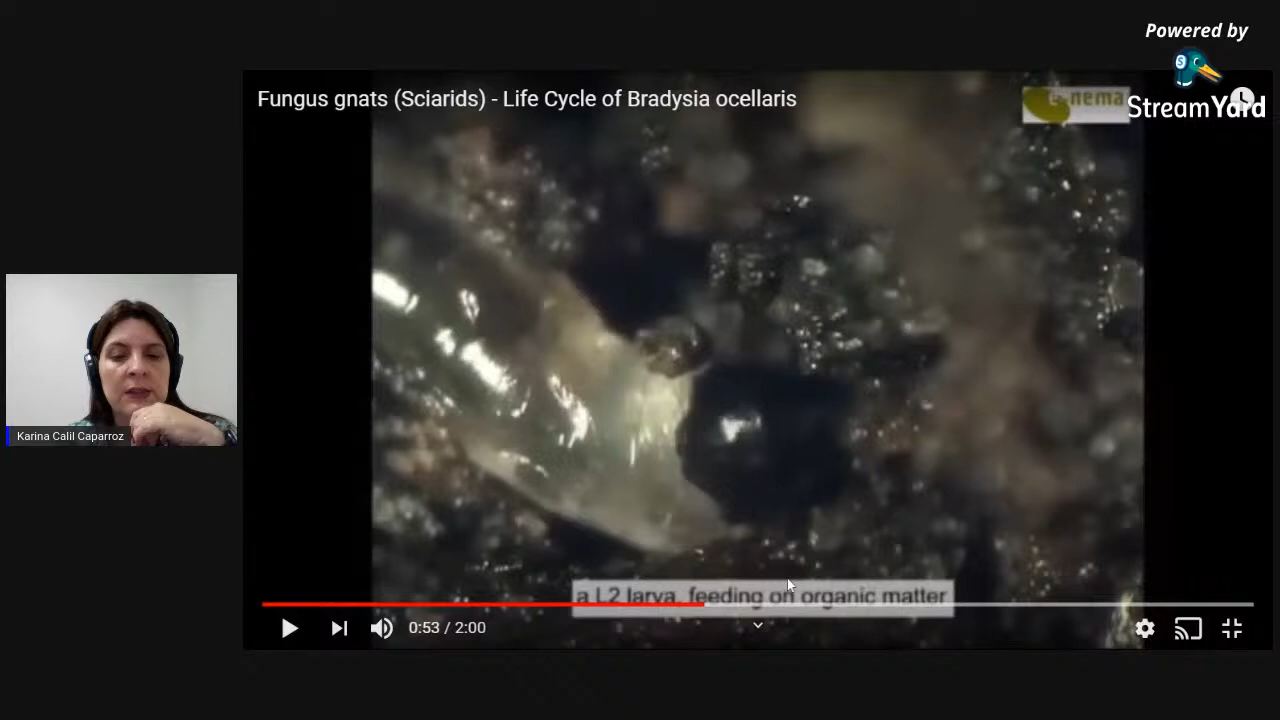 Powered by
StreamYard
Fungus gnats (Sciarids) - Life Cycle of Bradysia ocellaris
e-nema
Karina Calil Caparroz
a L2 larva, feeding on organic matter
0:53 / 2:00